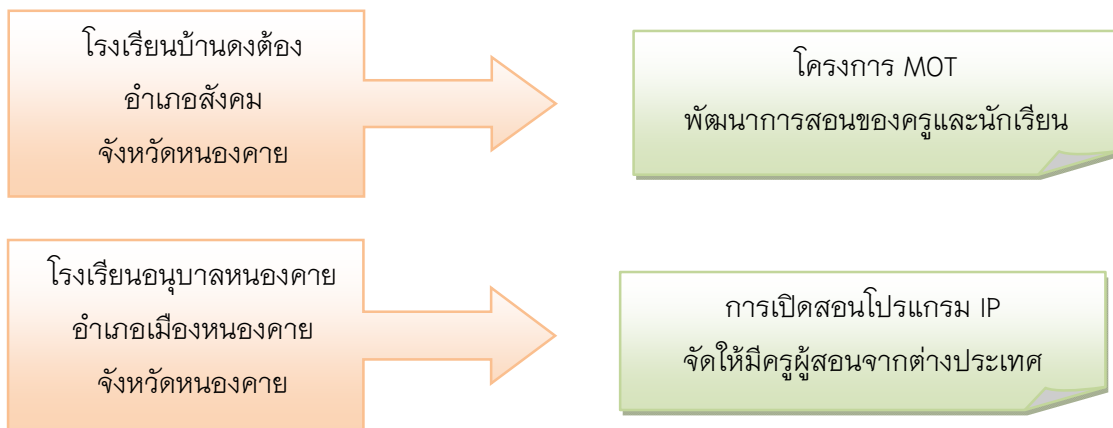 โรงเรียนบ้านดงต้อง
อำเภอสังคม
จังหวัดหนองคาย
โครงการ MOT
พัฒนาการสอนของครูและนักเรียน
โรงเรียนอนุบาลหนองคาย
อำเภอเมืองหนองคาย
จังหวัดหนองคาย
การเปิดสอนโปรแกรม IP
จัดให้มีครูผู้สอนจากต่างประเทศ